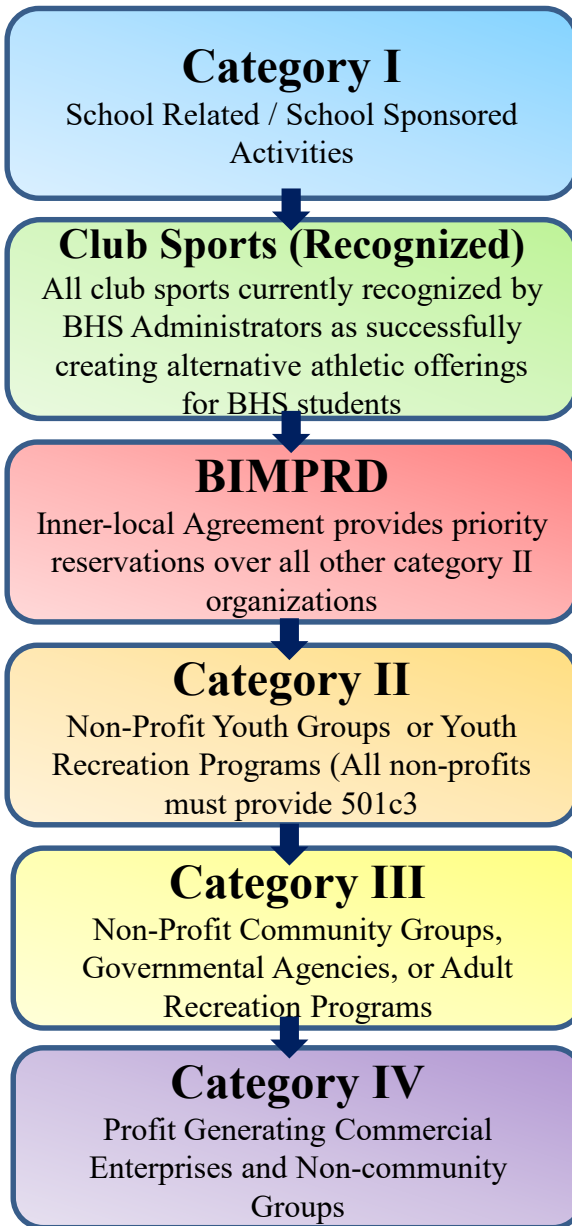 Category I
School Related / School Sponsored
Activities
Club Sports (Recognized)
All club sports currently recognized by
BHS Administrators as successfully
creating alternative athletic offerings
for BHS students
BIMPRD
Inner-local Agreement provides priority
reservations over all other category II
organizations
Category II
Non-Profit Youth Groups or Youth
Recreation Programs (All non-profits
must provide 501c3
Category III
Non-Profit Community Groups,
Governmental Agencies, or Adult
Recreation Programs
Category IV
Profit Generating Commercial
Enterprises and Non-community
Groups